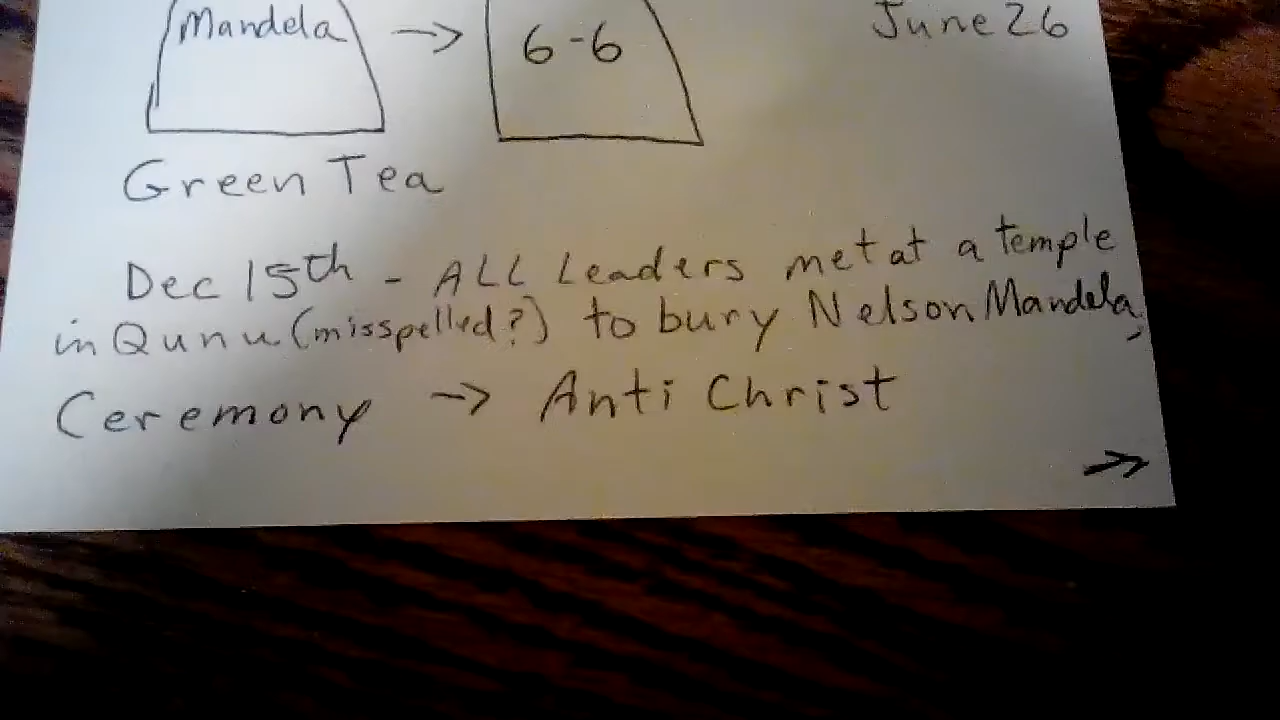 Mandela → 6-6 June 26
Green Tea
Dec 15th - ALL Leaders met at a temple
in Qunu (misspelled?) to bury Nelson Mandela,
Ceremony → Anti Christ
→